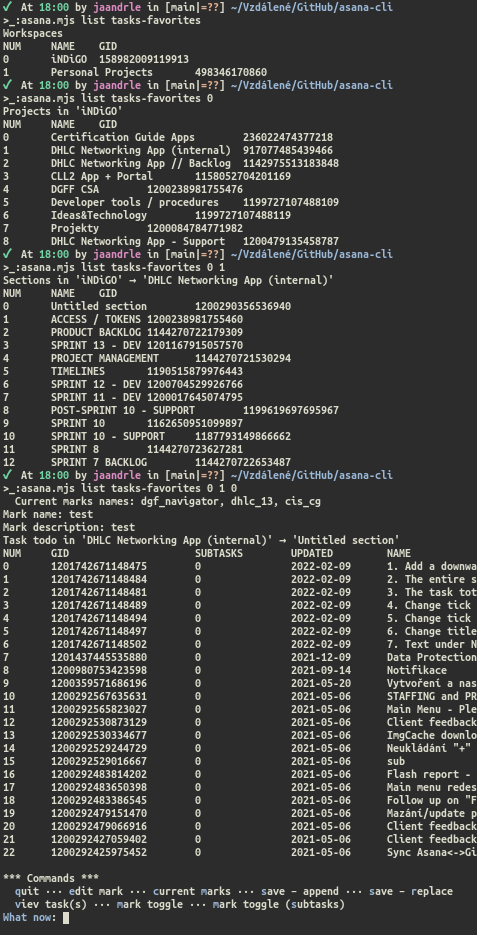 ✓ At 18:00 by jaandrle in [main|=??] ~/Vzdálené/GitHub/asana-cli
>_:asana.mjs list tasks-favorites
Workspaces
NUM NAME GID
0 iNDiGO 158982009119913
1 Personal Projects 498346170860
✓ At 18:00 by jaandrle in [main|=??] ~/Vzdálené/GitHub/asana-cli
>_:asana.mjs list tasks-favorites 0
Projects in 'iNDiGO'
NUM NAME GID
0 Certification Guide Apps 236022474377218
1 DHLC Networking App (internal) 917077485439466
2 DHLC Networking App // Backlog 1142975513183848
3 CLL2 App + Portal 1158052704201169
4 DGFF CSA 1200238981755476
5 Developer tools / procedures 1199727107488109
6 Ideas&Technology 1199727107488119
7 Projekty 1200084784771982
8 DHLC Networking App - Support 1200479135458787
✓ At 18:00 by jaandrle in [main|=??] ~/Vzdálené/GitHub/asana-cli
>_:asana.mjs list tasks-favorites 0 1
Sections in 'iNDiGO' → 'DHLC Networking App (internal)'
NUM NAME GID
0 Untitled section 1200290356536940
1 ACCESS / TOKENS 1200238981755460
2 PRODUCT BACKLOG 1144270722179309
3 SPRINT 13 - DEV 1201167915057570
4 PROJECT MANAGEMENT 1144270721530294
5 TIMELINES 1190515879976443
6 SPRINT 12 - DEV 1200704529926766
7 SPRINT 11 - DEV 1200017645074795
8 POST-SPRINT 10 - SUPPORT 1199619697695967
9 SPRINT 10 1162650951099897
10 SPRINT 10 - SUPPORT 1187793149866662
11 SPRINT 8 1144270723627281
12 SPRINT 7 BACKLOG 1144270722653487
✓ At 18:00 by jaandrle in [main|=??] ~/Vzdálené/GitHub/asana-cli
>_:asana.mjs list tasks-favorites 0 1 0
Current marks names: dgf_navigator, dhlc_13, cis_cg
Mark name: test
Mark description: test
Task todo in 'DHLC Networking App (internal)' → 'Untitled section'
NUM GID SUBTASKS UPDATED NAME
0 1201742671148475 0 2022-02-09 1. Add a downwa
1 1201742671148484 0 2022-02-09 2. The entire s
2 1201742671148481 0 2022-02-09 3. The task tot
3 1201742671148489 0 2022-02-09 4. Change tick
4 1201742671148494 0 2022-02-09 5. Change tick
5 1201742671148497 0 2022-02-09 6. Change title
6 1201742671148502 0 2022-02-09 7. Text under N
7 1201437445535880 0 2021-12-09 Data Protection
8 1200980753423598 0 2021-09-14 Notifikace
9 1200359571686196 0 2021-05-20 Vytvoření a nas
10 1200292567635631 0 2021-05-06 STAFFING and PR
11 1200292565823027 0 2021-05-06 Main Menu - Ple
12 1200292530873129 0 2021-05-06 Client feedback
13 1200292530334677 0 2021-05-06 ImgCache downlo
14 1200292529244729 0 2021-05-06 Neukládání "+"
15 1200292529016667 0 2021-05-06 sub
16 1200292483814202 0 2021-05-06 Flash report -
17 1200292483650398 0 2021-05-06 Main menu redes
18 1200292483386545 0 2021-05-06 Follow up on "F
19 1200292479151470 0 2021-05-06 Mazání/update p
20 1200292479066916 0 2021-05-06 Client feedback
21 1200292427059402 0 2021-05-06 Client feedback
22 1200292425975452 0 2021-05-06 Sync Asana<->Gi
*** Commands ***
quit ··· edit mark ··· current marks ··· save – append ··· save – replace
viev task(s) ··· mark toggle ··· mark toggle (subtasks)
What now: